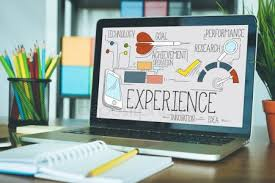 TECHNOLOGY
GOAL
PERFORMANCE
RESEARCH
ACHIEVEMENT
EXPERIENCE
INNOVATION
IDEA